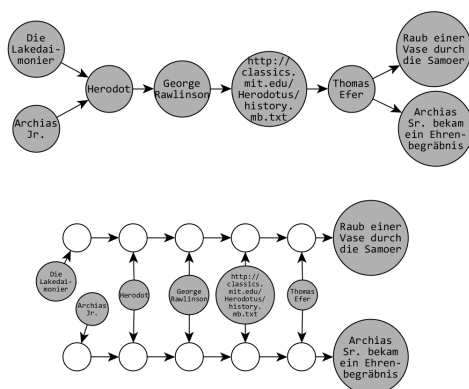 Die
Lakedai-
monier
Archias
Jr.
Herodot
George
Rawlinson
http://
classics.
mit.edu/
Herodotus/
history.
mb.txt
Thomas
Efer
Raub einer
Vase durch
die Samoer
Archias
Sr. bekam
ein Ehren-
begräbnis
Raub einer
Vase durch
die Samoer
Die
Lakedai-
monier
Archias
Jr.
Herodot
George
Rawlinson
http://
classics.
mit.edu/
Herodotus/
history.
mb.txt
Thomas
Efer
Archias
Sr. bekam
ein Ehren-
begräbnis